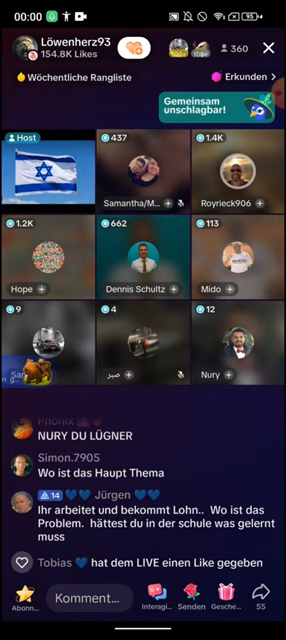 00:00
95
Löwenherz93
154.8K Likes
360
Wöchentliche Rangliste
Erkunden >
Gemeinsam
unschlagbar!
Host
437
1.4K
Samantha/M...
Royrieck906
1.2K
662
113
Hope
Dennis Schultz
Mido
9
4
12
صبر
Nury
Phönix
NURY DU LÜGNER
Simon.7905
Wo ist das Haupt Thema
14 💙💙 Jürgen 💙💙
Ihr arbeitet und bekommt Lohn.. Wo ist das
Problem. hättest du in der schule was gelernt
muss
Tobias 💙 hat dem LIVE einen Like gegeben
Kommentar...
Abonn...
Interagi...
Senden
Gesche...
55